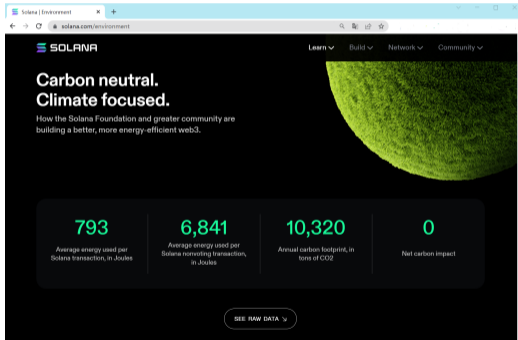 Solana | Environment
solana.com/environment
SOLANA
Learn
Build
Network
Community
Carbon neutral.
Climate focused.
How the Solana Foundation and greater community are
building a better, more energy-efficient web3.
793
Average energy used per
Solana transaction, in Joules
6,841
Average energy used per
Solana nonvoting transaction,
in Joules
10,320
Annual carbon footprint, in
tons of CO2
0
Net carbon impact
SEE RAW DATA